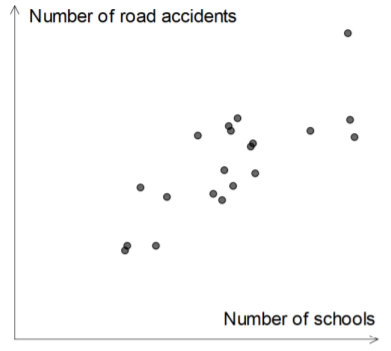 Number of road accidents
Number of schools